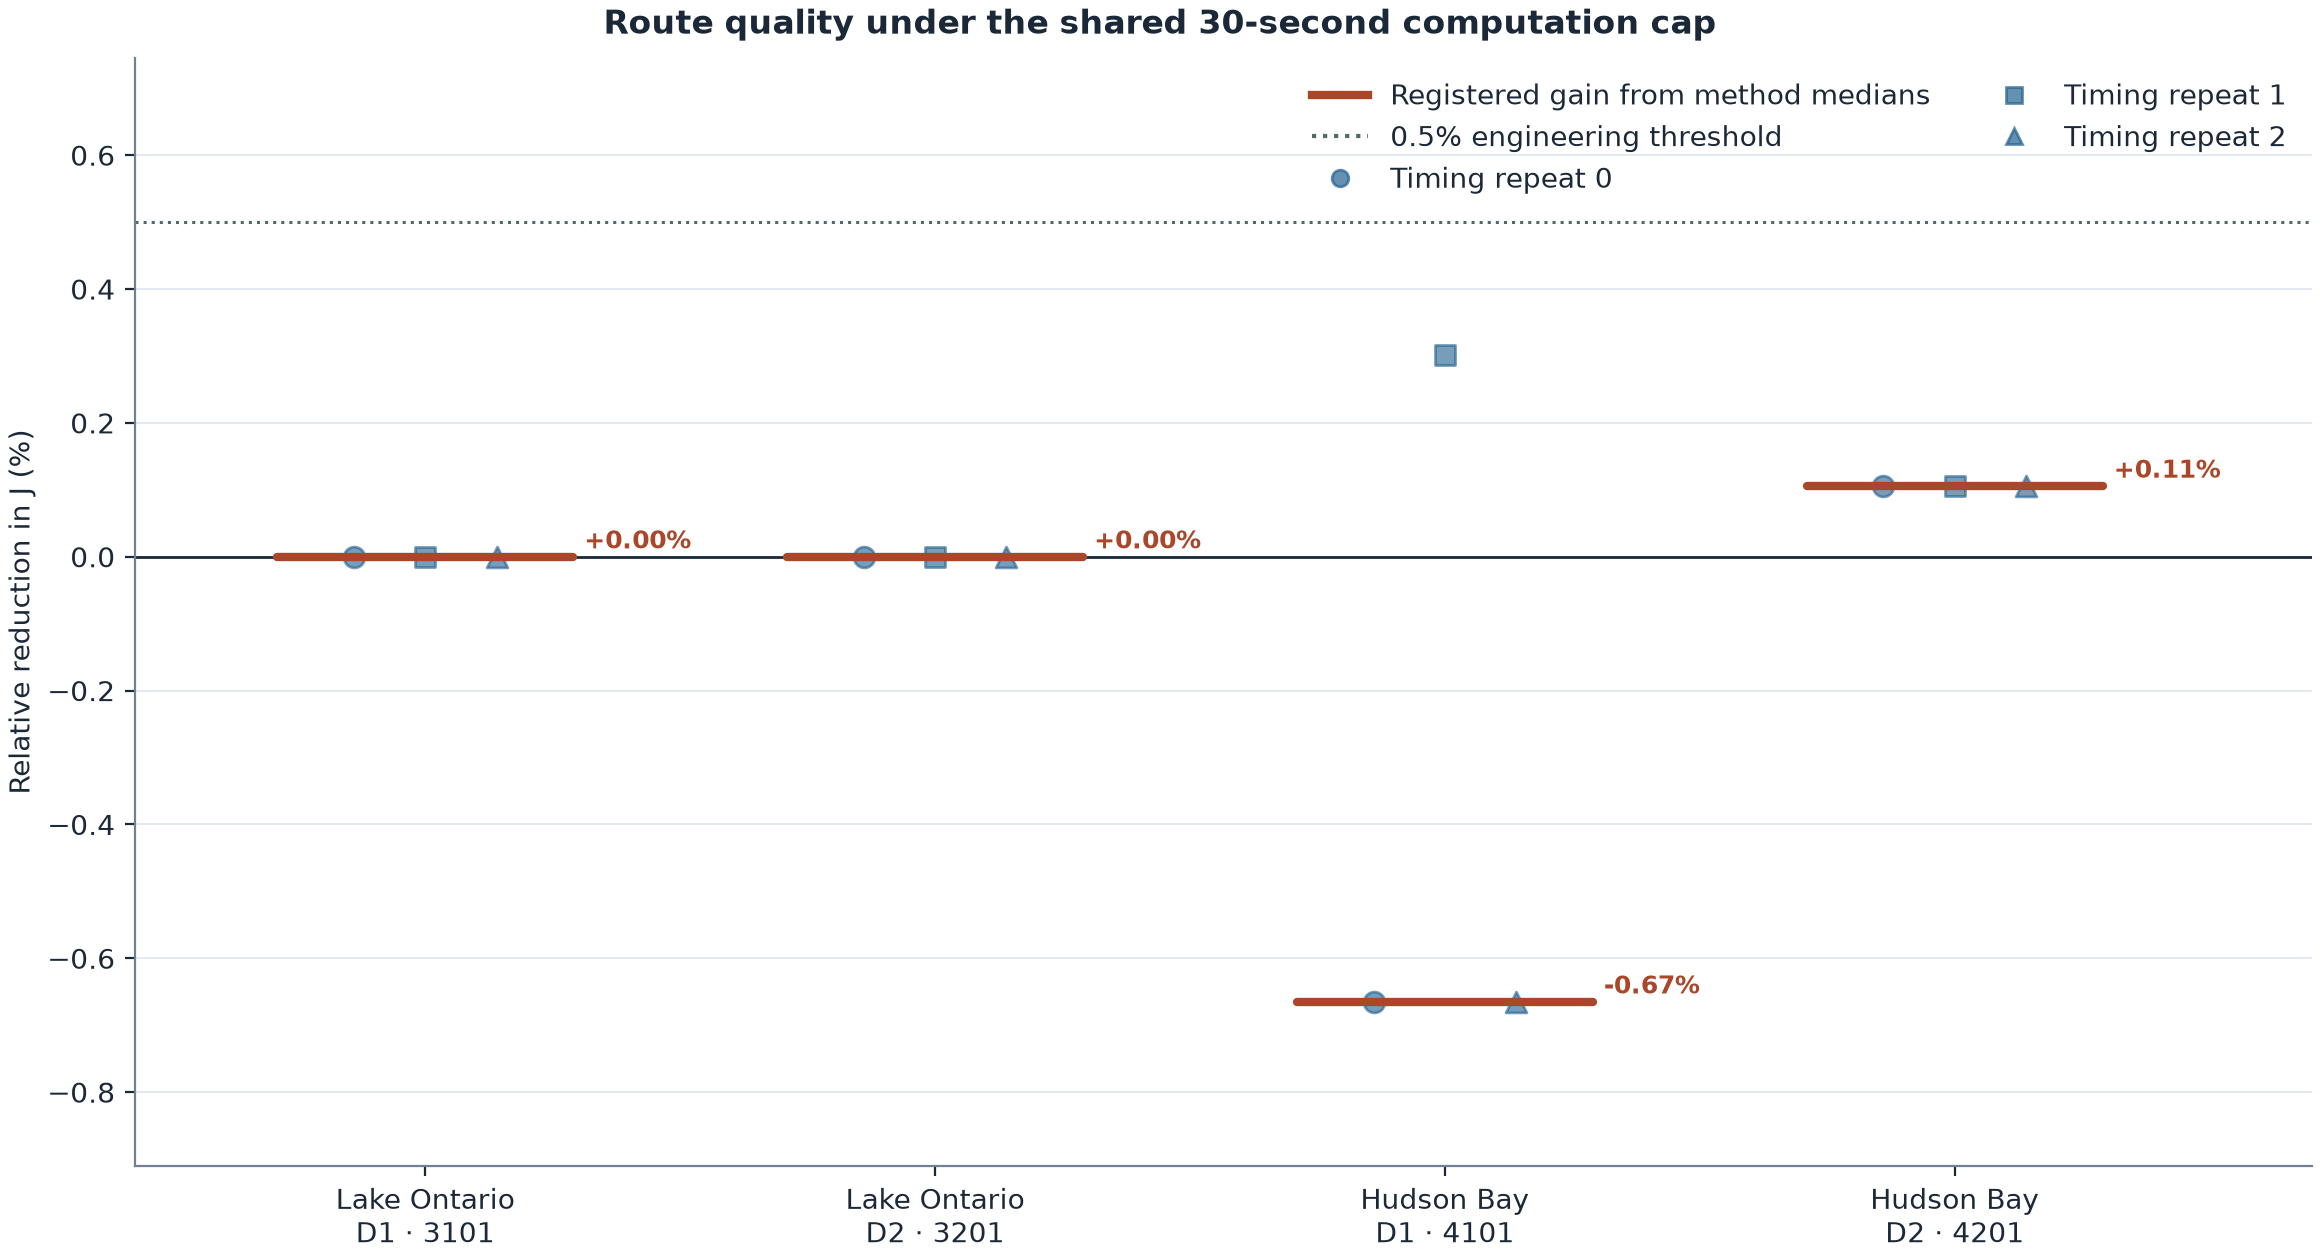 Route quality under the shared 30-second computation cap
Registered gain from method medians
0.5% engineering threshold
Timing repeat 0
Timing repeat 1
Timing repeat 2
Relative reduction in J (%)
0.6
0.4
0.2
0.0
−0.2
−0.4
−0.6
−0.8
+0.00%
+0.00%
-0.67%
+0.11%
Lake Ontario
D1 · 3101
Lake Ontario
D2 · 3201
Hudson Bay
D1 · 4101
Hudson Bay
D2 · 4201